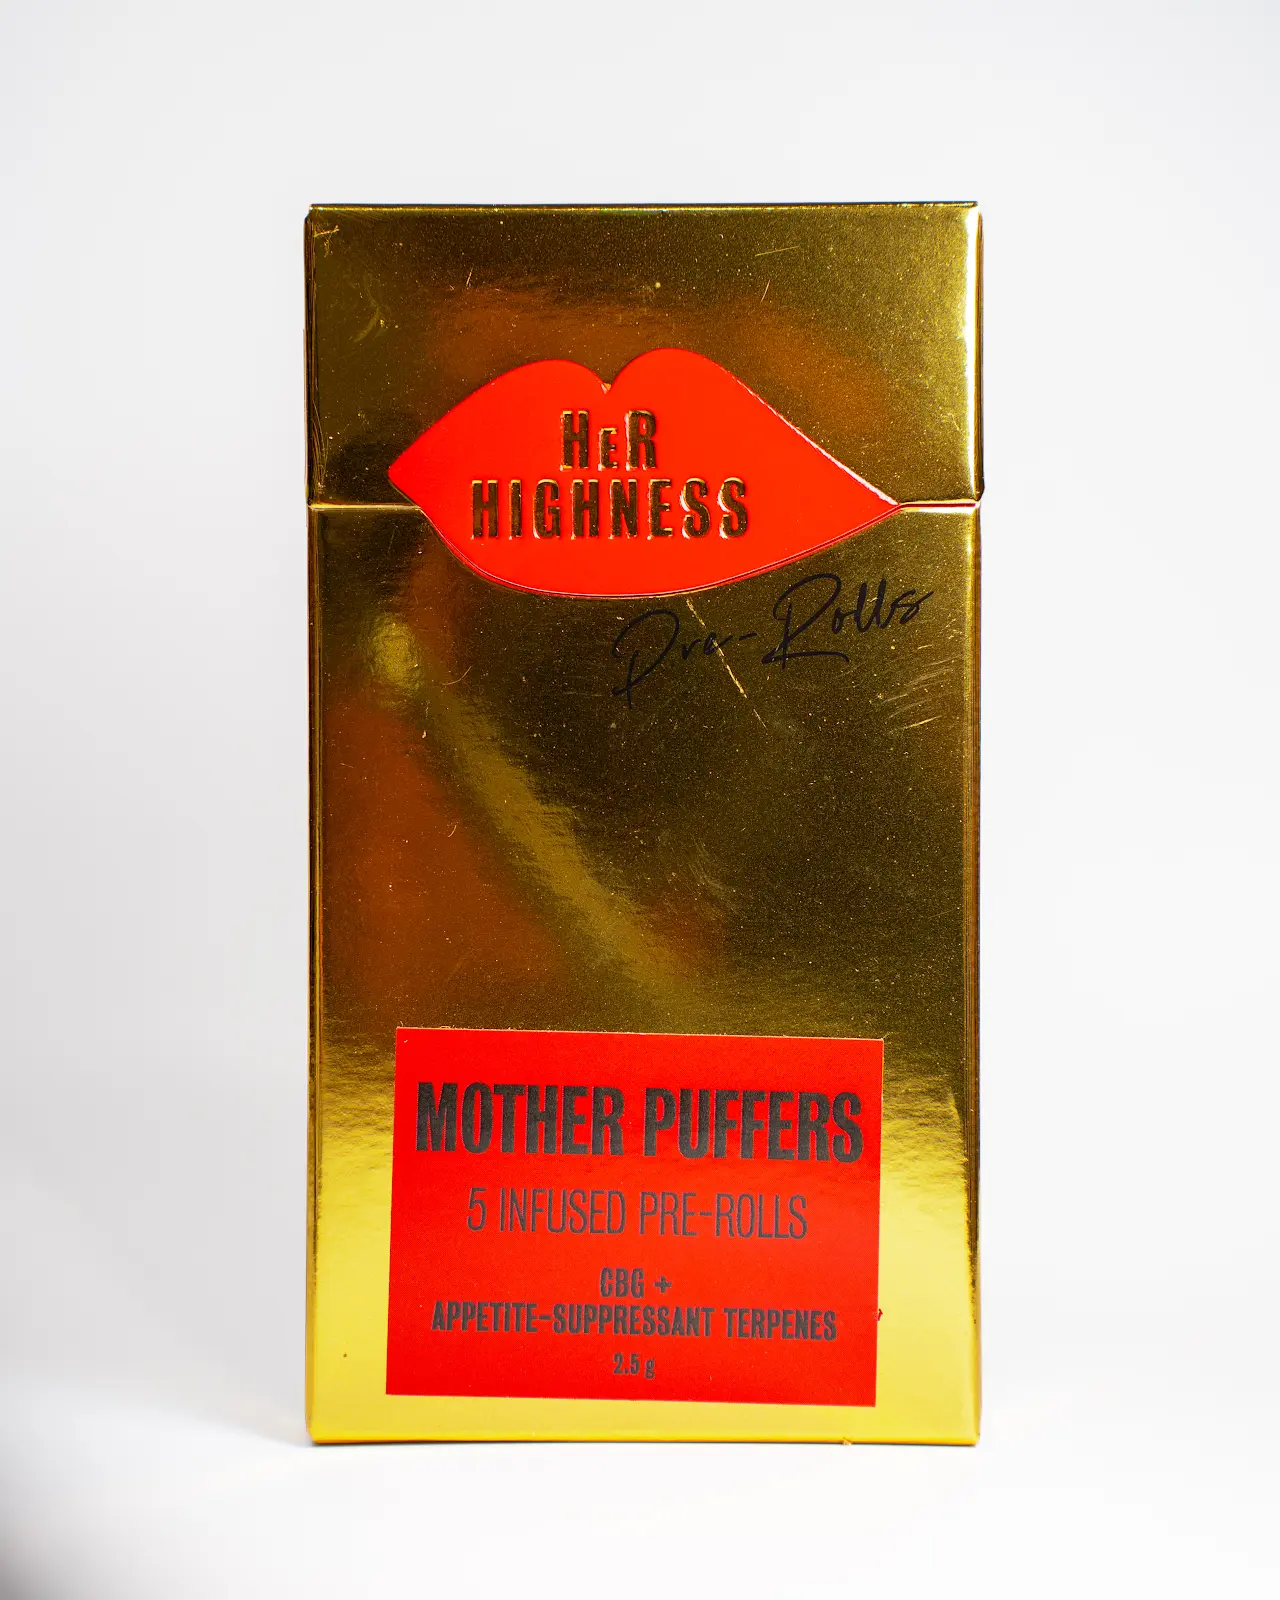 HeR
HIGHNESS
Pre-Rolls
MOTHER PUFFERS
5 INFUSED PRE-ROLLS
CBG +
APPETITE-SUPPRESSANT TERPENES
2.5 g